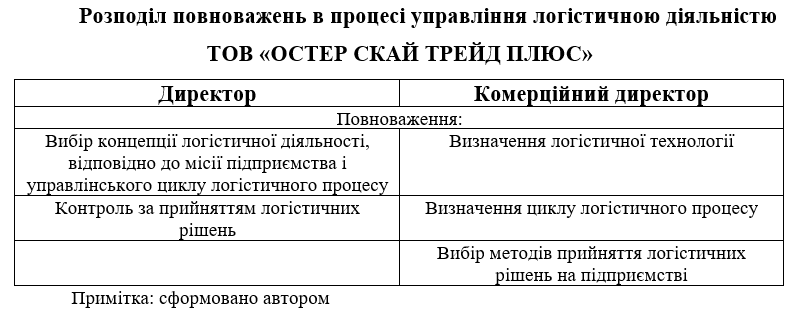 Розподіл повноважень в процесі управління логістичною діяльністю
ТОВ «ОСТЕР СКАЙ ТРЕЙД ПЛЮС»
Директор
Комерційний директор
Повноваження:
Вибір концепції логістичної діяльності,
відповідно до місії підприємства і
управлінського циклу логістичного процесу
Визначення логістичної технології
Контроль за прийняттям логістичних
рішень
Визначення циклу логістичного процесу
Вибір методів прийняття логістичних
рішень на підприємстві
Примітка: сформовано автором